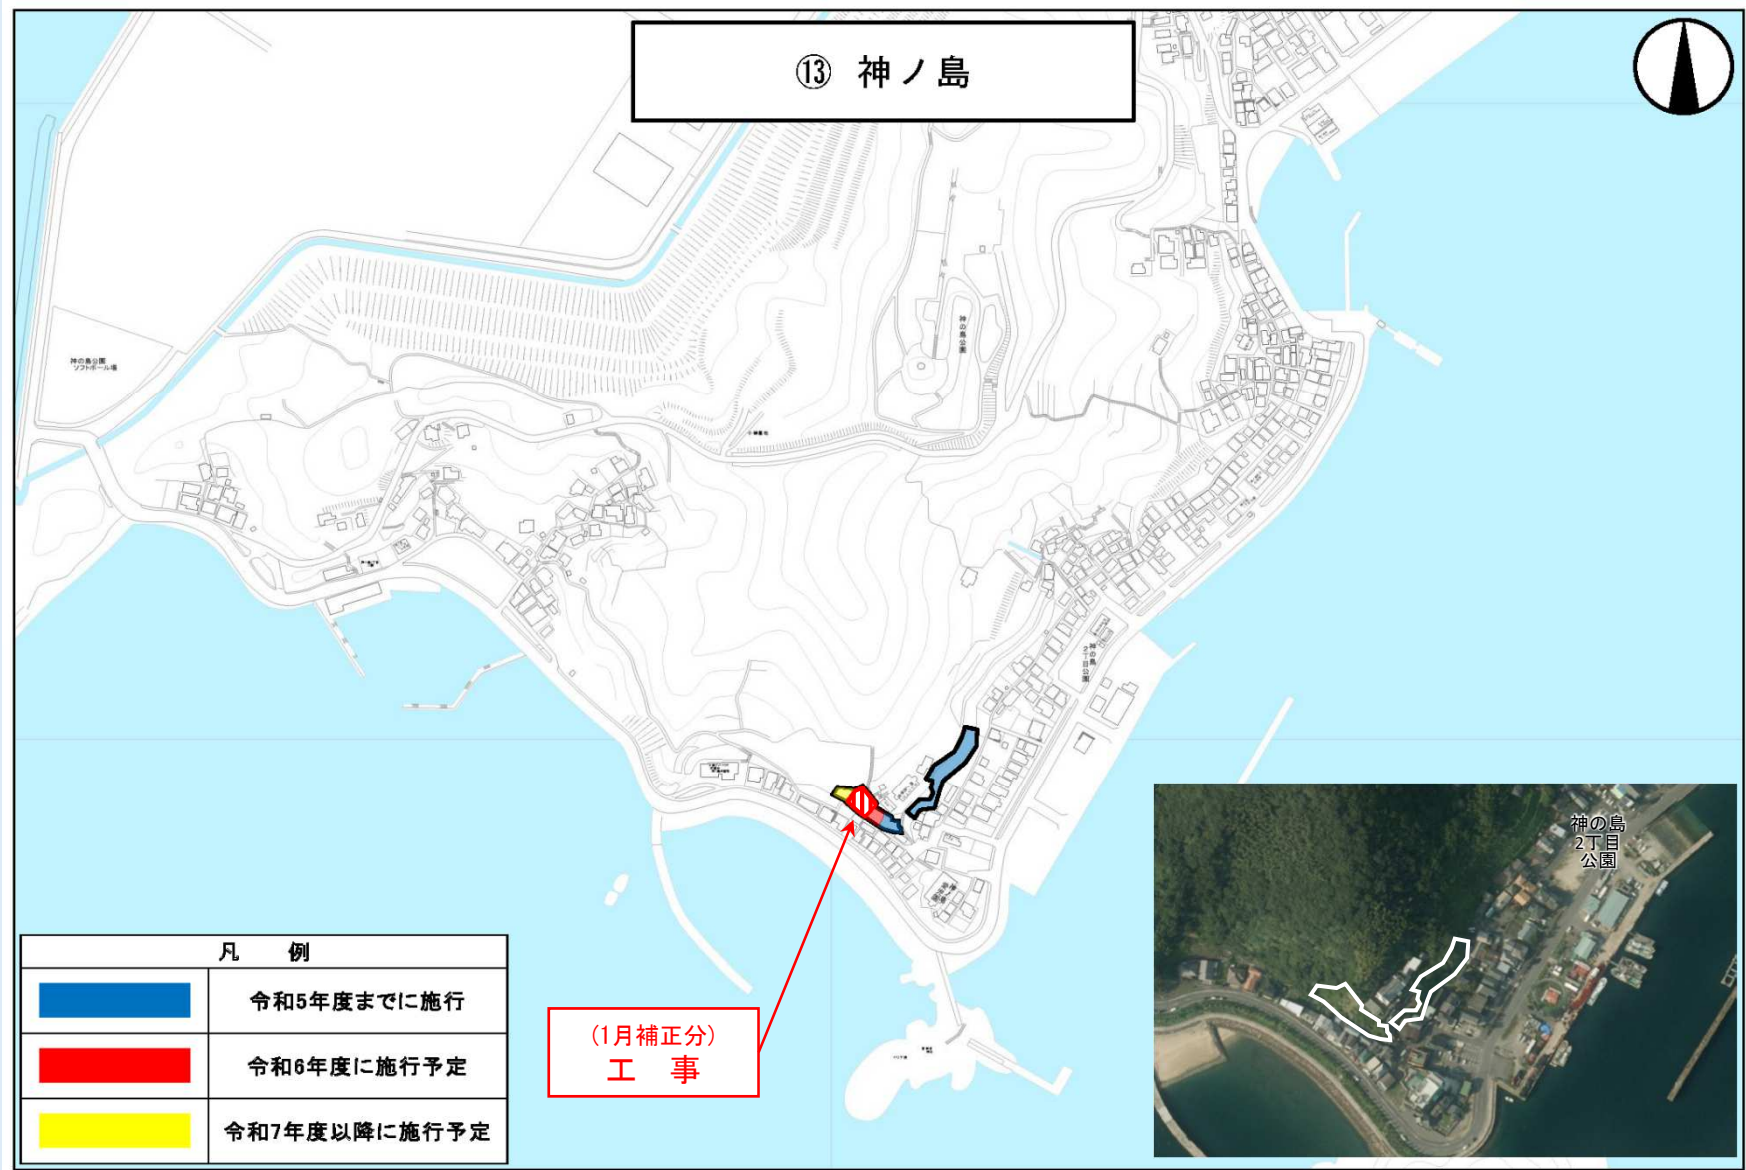 ⑬ 神ノ島
神の島公園
ソフトボール場
神の島公園
神の島
2丁目公園
凡 例
令和5年度までに施行
令和6年度に施行予定
令和7年度以降に施行予定
(1月補正分)
工 事
神の島
2丁目
公園